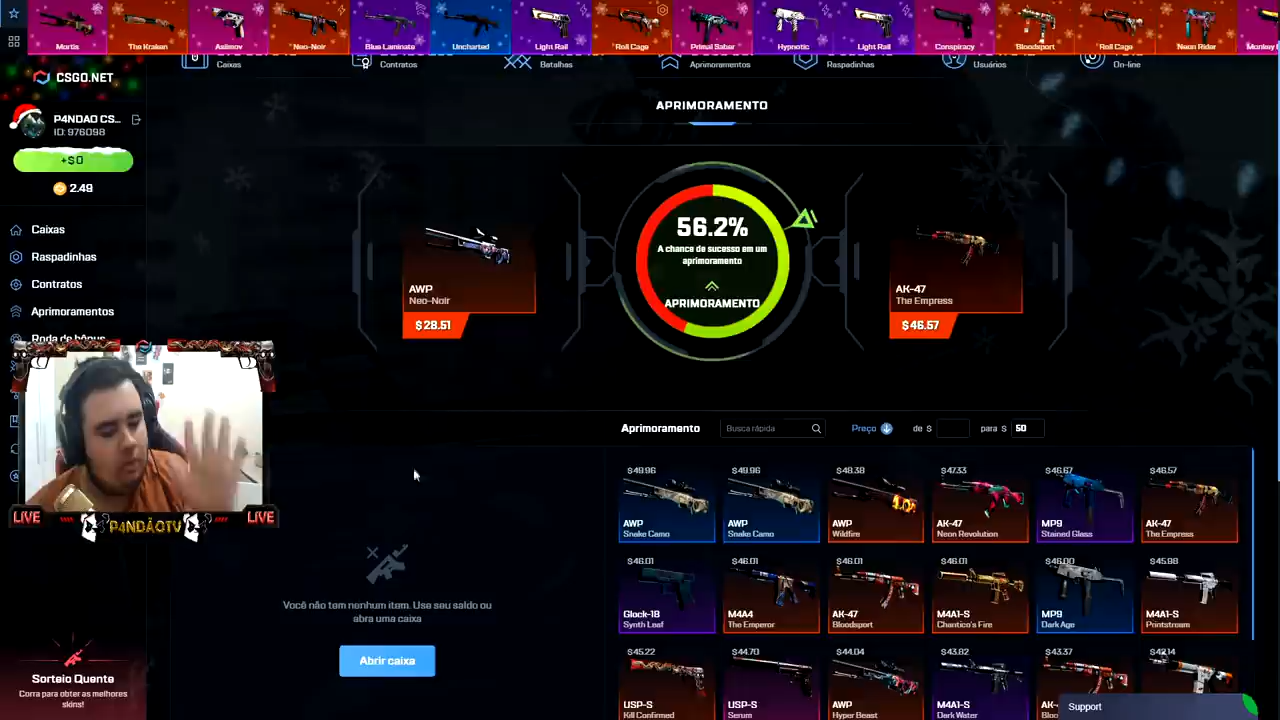 Mortis
The Kraken
Asiimov
Neo-Noir
Blue Laminate
Uncharted
Light Rail
Roll Cage
Primal Saber
Hypnotic
Light Rail
Conspiracy
Bloodsport
Roll Cage
Neon Rider
Caixas
Contratos
Batalhas
Aprimoramentos
Raspadinhas
Usuários
On-line
CSGO.NET
P4NDAO CS...
ID: 976098
+$0
2.49
Caixas
Raspadinhas
Contratos
Aprimoramentos
Roda de bônus
APRIMORAMENTO
AWP
Neo-Noir
$28.51
56.2%
A chance de sucesso em um
aprimoramento
APRIMORAMENTO
AK-47
The Empress
$46.57
LIVE
P4NDÃOTV
LIVE
Sorteio Quente
Corra para obter as melhores
skins!
Você não tem nenhum item. Use seu saldo ou
abra uma caixa
Abrir caixa
Aprimoramento
Busca rápida
Preço
de $
para $ 50
$49.96
AWP
Snake Camo
$49.96
AWP
Snake Camo
$48.38
AWP
Wildfire
$47.33
AK-47
Neon Revolution
$46.67
MP9
Stained Glass
$46.57
AK-47
The Empress
$46.01
Glock-18
Synth Leaf
$46.01
M4A4
The Emperor
$46.01
AK-47
Bloodsport
$46.01
M4A1-S
Chantico's Fire
$46.00
MP9
Dark Age
$45.98
M4A1-S
Printstream
$45.22
USP-S
Kill Confirmed
$44.70
USP-S
Serum
$44.04
AWP
Hyper Beast
$43.82
M4A1-S
Dark Water
$43.37
Support